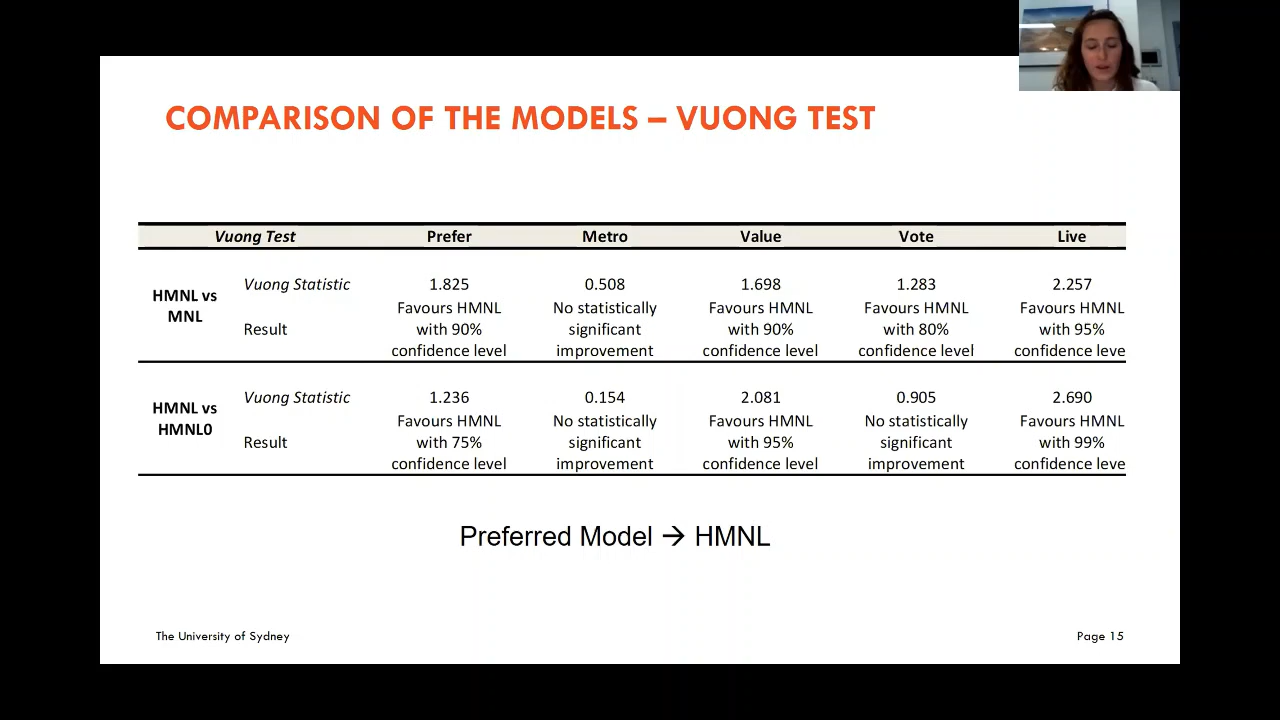 COMPARISON OF THE MODELS – VUONG TEST
Vuong Test Prefer Metro Value Vote Live
HMNL vs MNL
Vuong Statistic 1.825 0.508 1.698 1.283 2.257
Result
Favours HMNL with 90% confidence level
No statistically significant improvement
Favours HMNL with 90% confidence level
Favours HMNL with 80% confidence level
Favours HMNL with 95% confidence leve
HMNL vs HMNL0
Vuong Statistic 1.236 0.154 2.081 0.905 2.690
Result
Favours HMNL with 75% confidence level
No statistically significant improvement
Favours HMNL with 95% confidence level
No statistically significant improvement
Favours HMNL with 99% confidence leve
Preferred Model → HMNL
The University of Sydney
Page 15